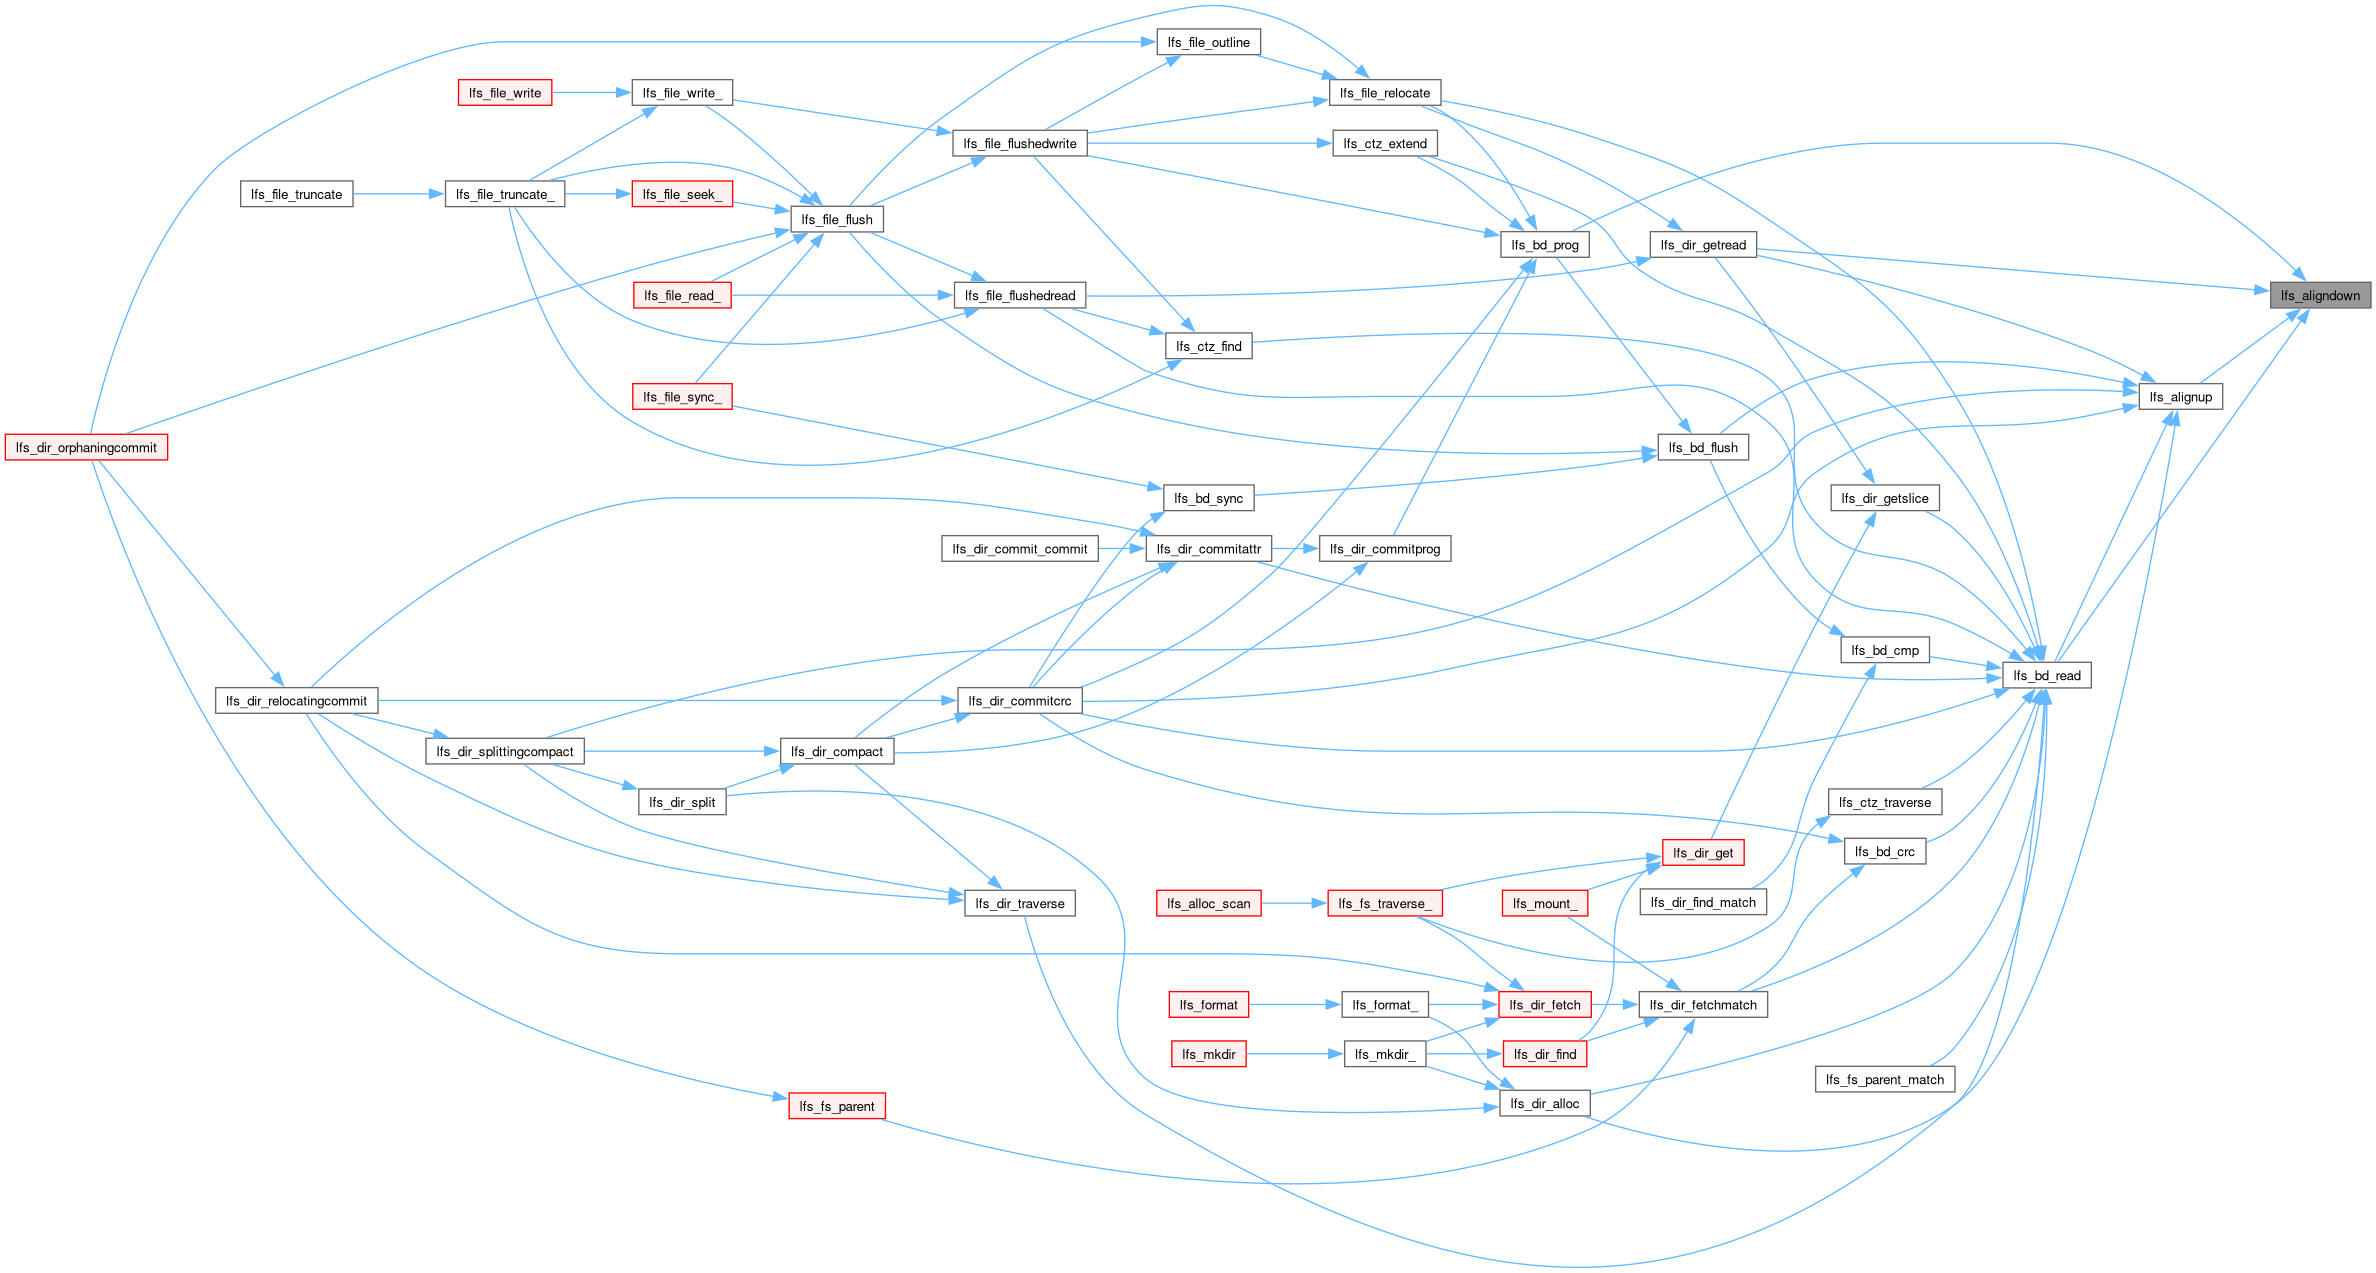 lfs_file_outline
lfs_file_write
lfs_file_write_
lfs_file_relocate
lfs_file_flushedwrite
lfs_ctz_extend
lfs_file_truncate
lfs_file_truncate_
lfs_file_seek_
lfs_file_flush
lfs_bd_prog
lfs_dir_getread
lfs_file_read_
lfs_file_flushedread
lfs_aligndown
lfs_ctz_find
lfs_file_sync_
lfs_alignup
lfs_dir_orphaningcommit
lfs_bd_flush
lfs_bd_sync
lfs_dir_getslice
lfs_dir_commit_commit
lfs_dir_commitattr
lfs_dir_commitprog
lfs_bd_cmp
lfs_bd_read
lfs_dir_relocatingcommit
lfs_dir_commitcrc
lfs_dir_splittingcompact
lfs_dir_compact
lfs_dir_split
lfs_ctz_traverse
lfs_dir_get
lfs_bd_crc
lfs_dir_traverse
lfs_alloc_scan
lfs_fs_traverse_
lfs_mount_
lfs_dir_find_match
lfs_format
lfs_format_
lfs_dir_fetch
lfs_dir_fetchmatch
lfs_mkdir
lfs_mkdir_
lfs_dir_find
lfs_fs_parent_match
lfs_fs_parent
lfs_dir_alloc